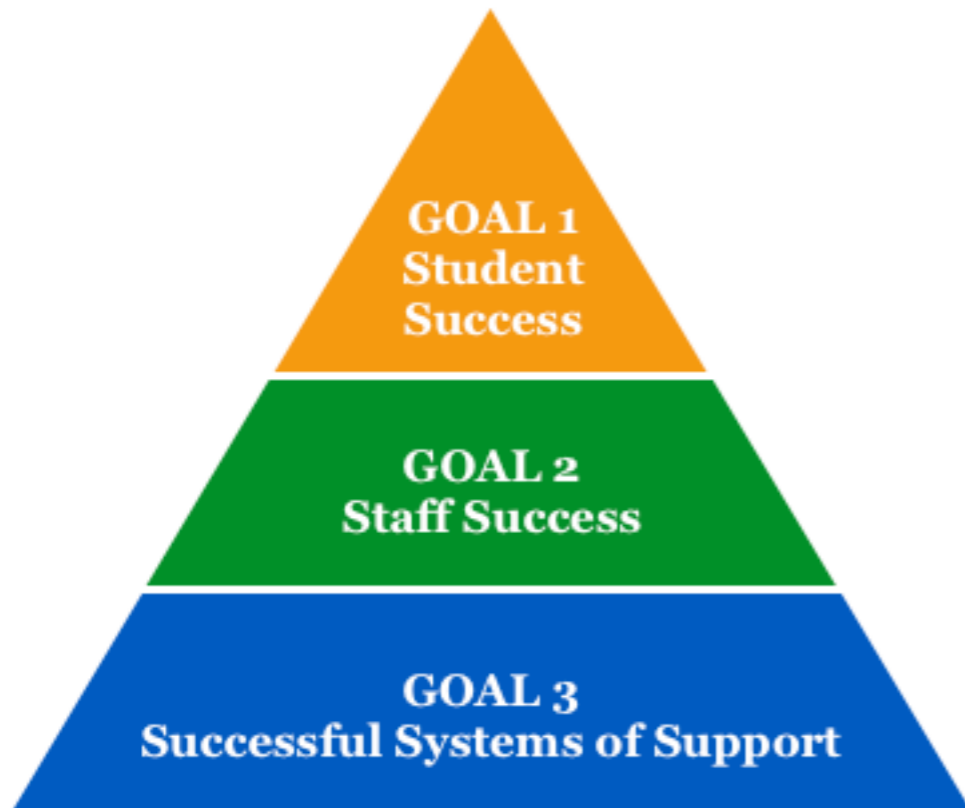 GOAL 1
Student
Success
GOAL 2
Staff Success
GOAL 3
Successful Systems of Support